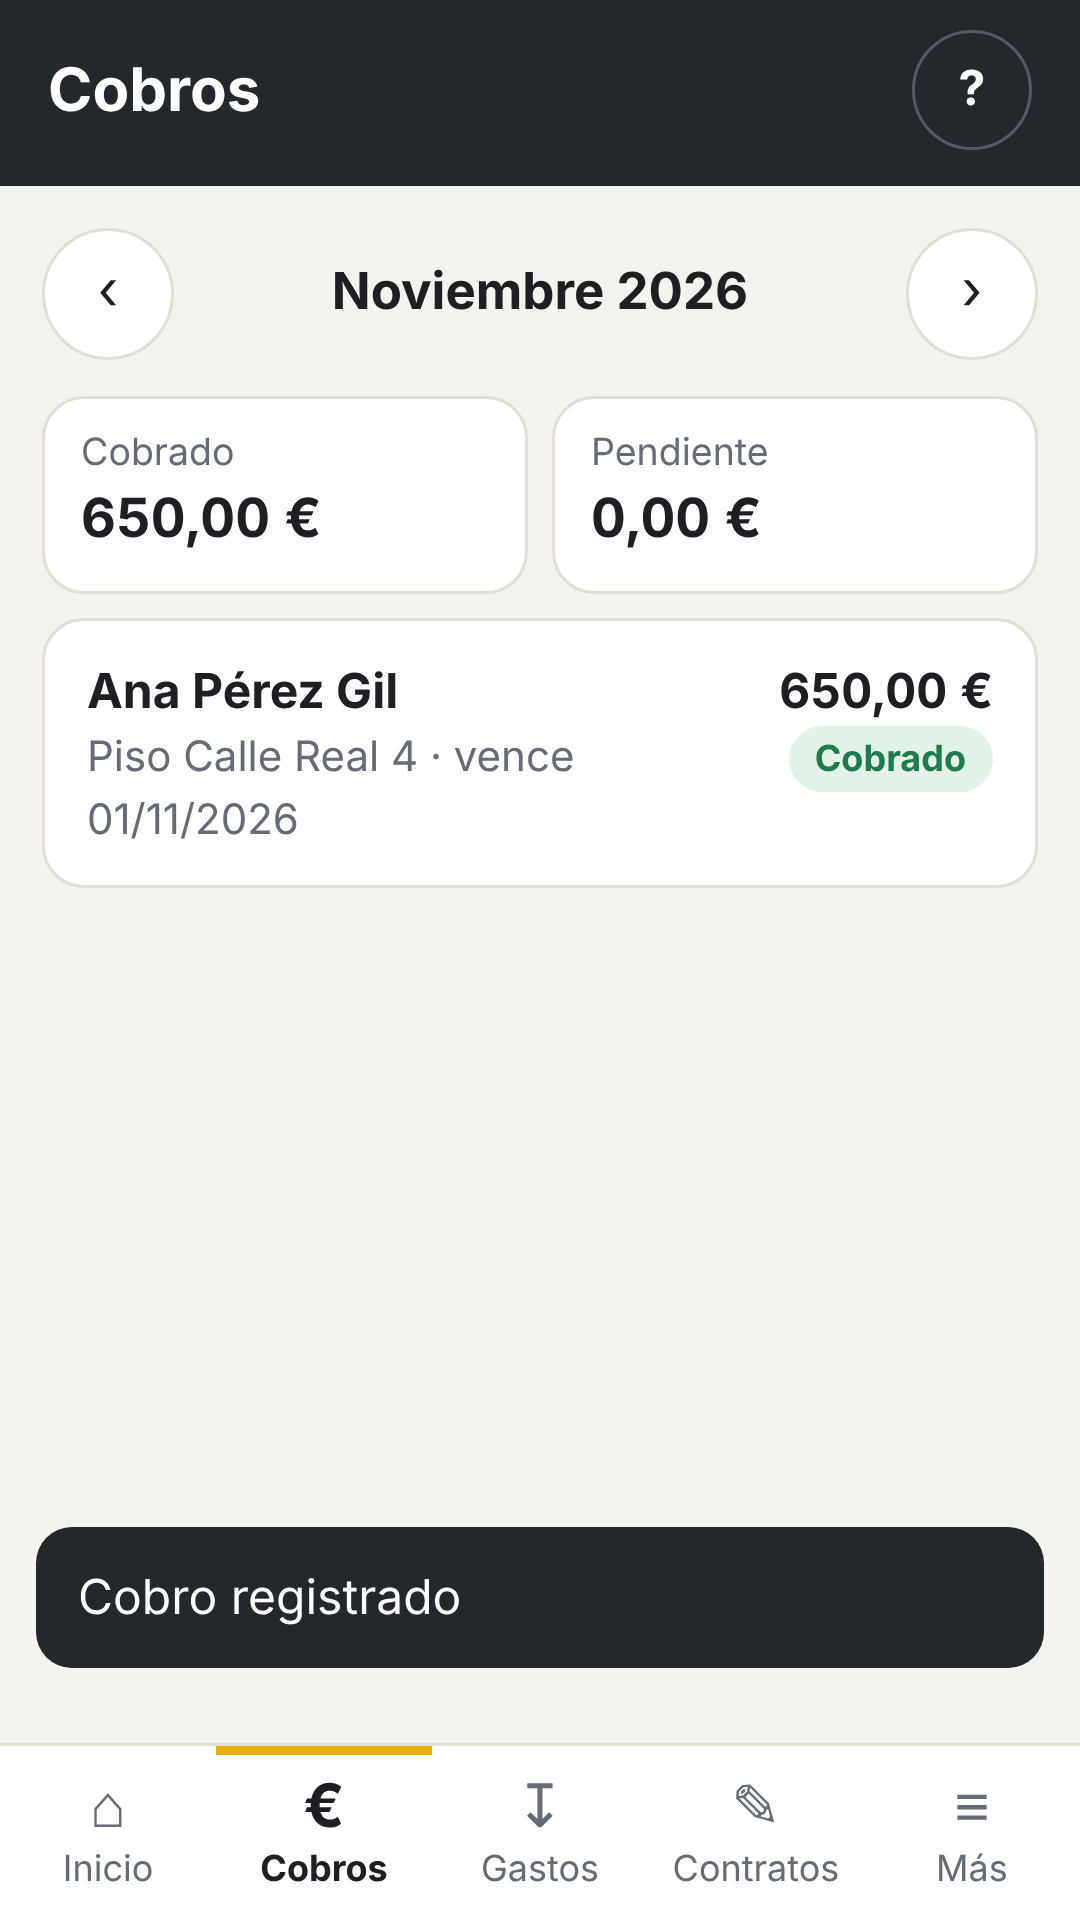 Cobros
?
‹
Noviembre 2026
›
Cobrado
650,00 €
Pendiente
0,00 €
Ana Pérez Gil
650,00 €
Piso Calle Real 4 · vence
01/11/2026
Cobrado
Cobro registrado
€
Inicio
Cobros
Gastos
Contratos
Más